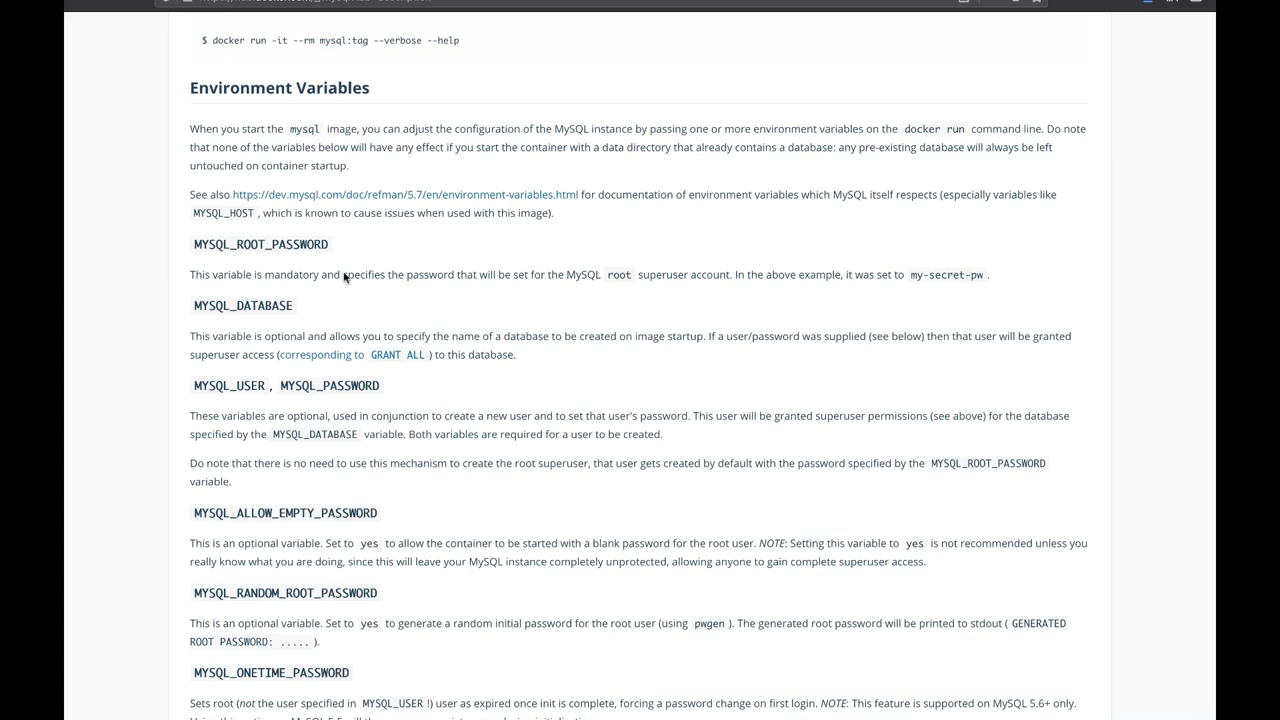 $ docker run -it --rm mysql:tag --verbose --help
Environment Variables
When you start the mysql image, you can adjust the configuration of the MySQL instance by passing one or more environment variables on the docker run command line. Do note
that none of the variables below will have any effect if you start the container with a data directory that already contains a database: any pre-existing database will always be left
untouched on container startup.
See also https://dev.mysql.com/doc/refman/5.7/en/environment-variables.html for documentation of environment variables which MySQL itself respects (especially variables like
MYSQL_HOST , which is known to cause issues when used with this image).
MYSQL_ROOT_PASSWORD
This variable is mandatory and specifies the password that will be set for the MySQL root superuser account. In the above example, it was set to my-secret-pw .
MYSQL_DATABASE
This variable is optional and allows you to specify the name of a database to be created on image startup. If a user/password was supplied (see below) then that user will be granted
superuser access (corresponding to GRANT ALL ) to this database.
MYSQL_USER , MYSQL_PASSWORD
These variables are optional, used in conjunction to create a new user and to set that user's password. This user will be granted superuser permissions (see above) for the database
specified by the MYSQL_DATABASE variable. Both variables are required for a user to be created.
Do note that there is no need to use this mechanism to create the root superuser, that user gets created by default with the password specified by the MYSQL_ROOT_PASSWORD
variable.
MYSQL_ALLOW_EMPTY_PASSWORD
This is an optional variable. Set to yes to allow the container to be started with a blank password for the root user. NOTE: Setting this variable to yes is not recommended unless you
really know what you are doing, since this will leave your MySQL instance completely unprotected, allowing anyone to gain complete superuser access.
MYSQL_RANDOM_ROOT_PASSWORD
This is an optional variable. Set to yes to generate a random initial password for the root user (using pwgen ). The generated root password will be printed to stdout ( GENERATED
ROOT PASSWORD: ..... ).
MYSQL_ONETIME_PASSWORD
Sets root (not the user specified in MYSQL_USER !) user as expired once init is complete, forcing a password change on first login. NOTE: This feature is supported on MySQL 5.6+ only.